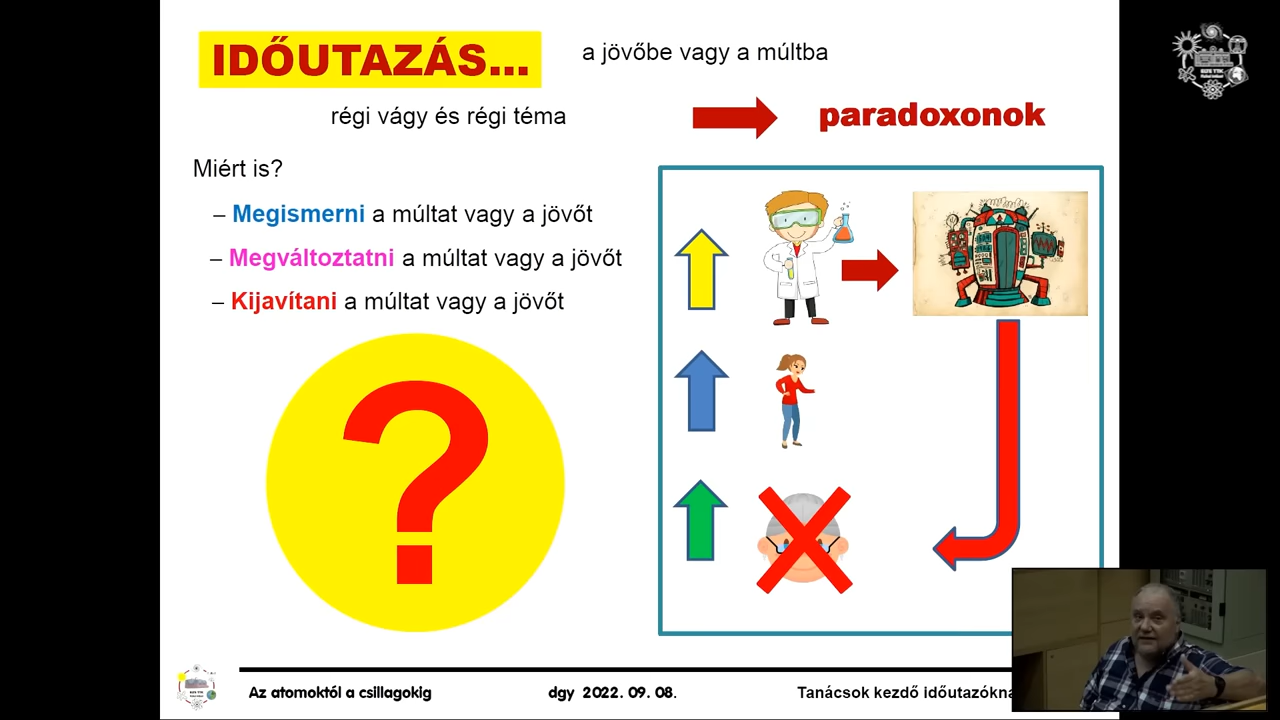 IDŐUTAZÁS...
a jövőbe vagy a múltba
régi vágy és régi téma
paradoxonok
Miért is?
– Megismerni a múltat vagy a jövőt
– Megváltoztatni a múltat vagy a jövőt
– Kijavítani a múltat vagy a jövőt
?
Az atomoktól a csillagokig
dgy 2022. 09. 08.
Tanácsok kezdő